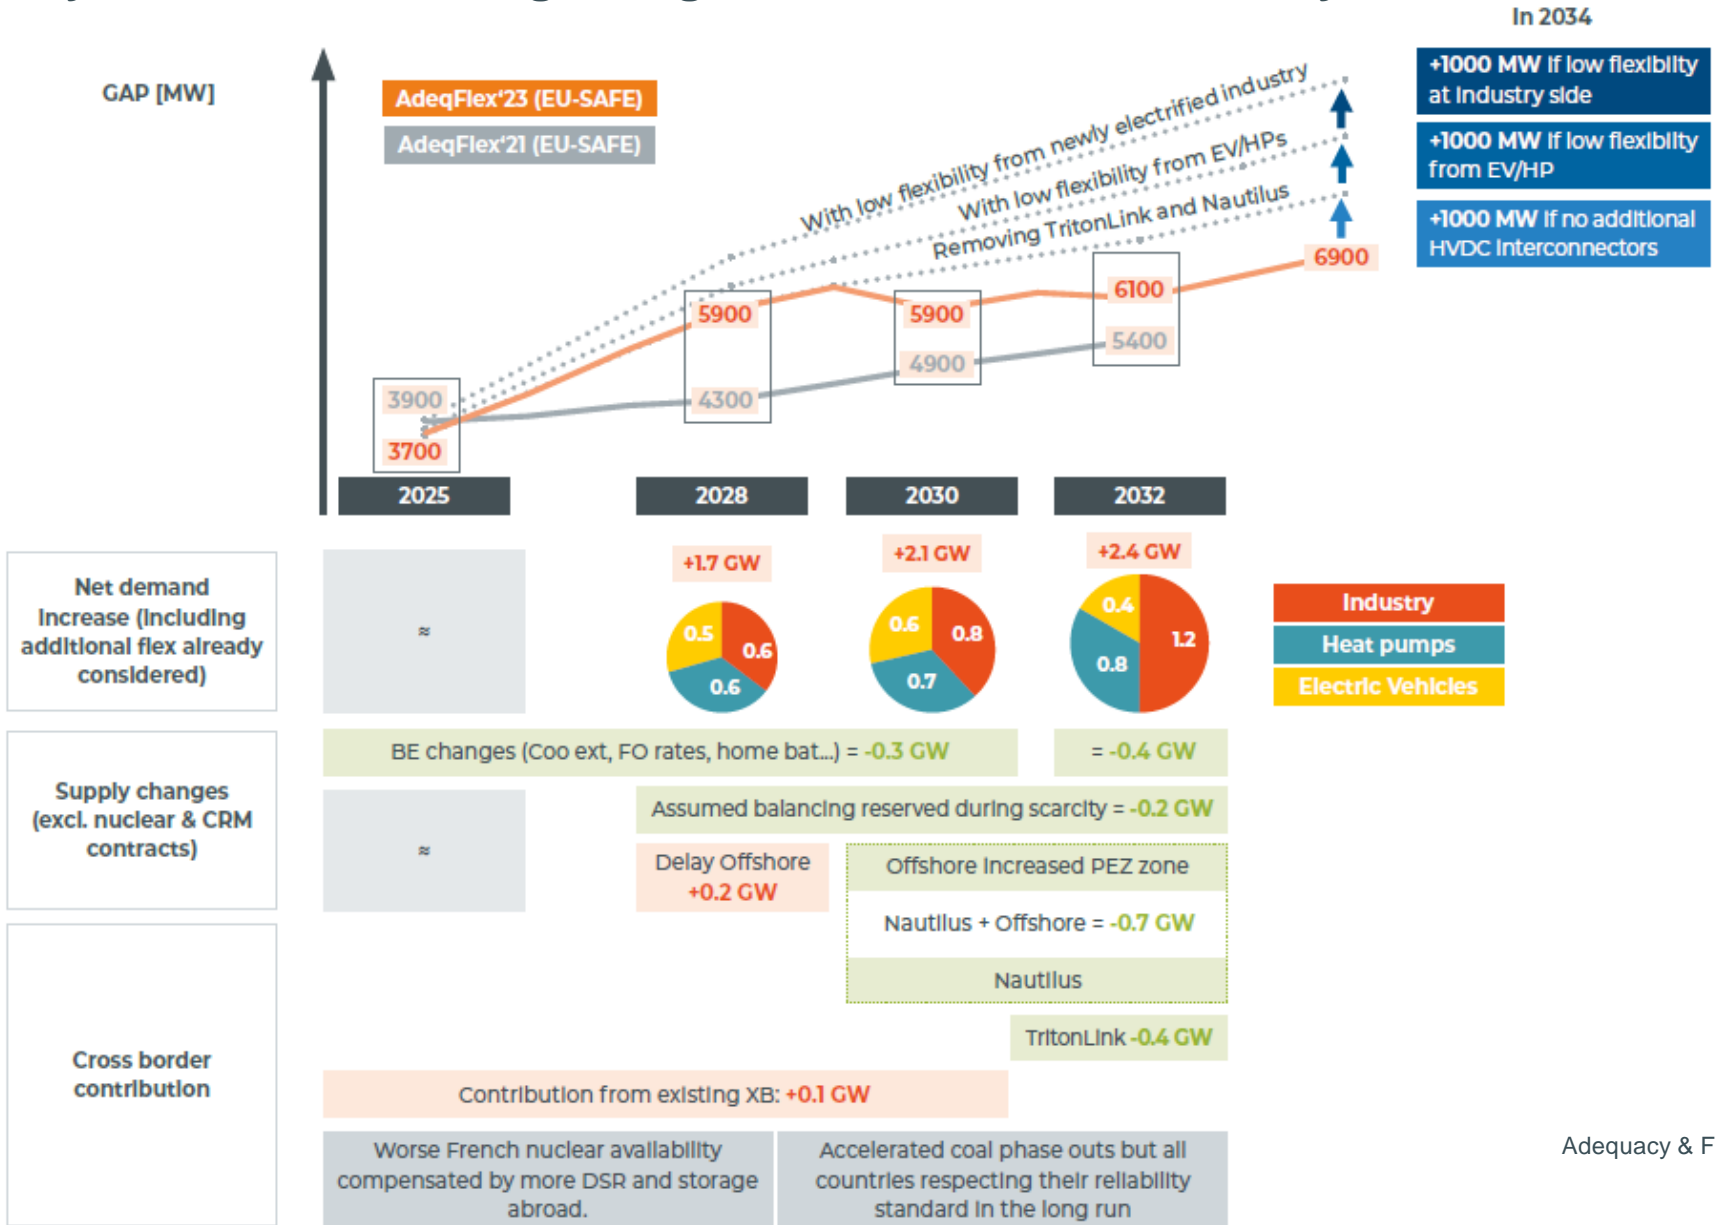 In 2034
GAP [MW]
AdeqFlex'23 (EU-SAFE)
AdeqFlex'21 (EU-SAFE)
With low flexibility from newly electrified industry
With low flexibility from EV/HPs
Removing TritonLink and Nautilus
+1000 MW if low flexibility
at industry side
+1000 MW if low flexibility
from EV/HP
+1000 MW if no additional
HVDC interconnectors
6900
5900
5900
6100
3900
4300
4900
5400
3700
2025
2028
2030
2032
Net demand
increase (including
additional flex already
considered)
≈
+1.7 GW
+2.1 GW
+2.4 GW
0.5
0.6
0.6
0.6
0.8
0.7
0.4
1.2
0.8
Industry
Heat pumps
Electric Vehicles
Supply changes
(excl. nuclear & CRM
contracts)
BE changes (Coo ext, FO rates, home bat...) = -0.3 GW
= -0.4 GW
≈
Assumed balancing reserved during scarcity = -0.2 GW
Delay Offshore
+0.2 GW
Offshore increased PEZ zone
Nautilus + Offshore = -0.7 GW
Nautilus
Cross border
contribution
TritonLink -0.4 GW
Contribution from existing XB: +0.1 GW
Worse French nuclear availability
compensated by more DSR and storage
abroad.
Accelerated coal phase outs but all
countries respecting their reliability
standard in the long run
Adequacy & F